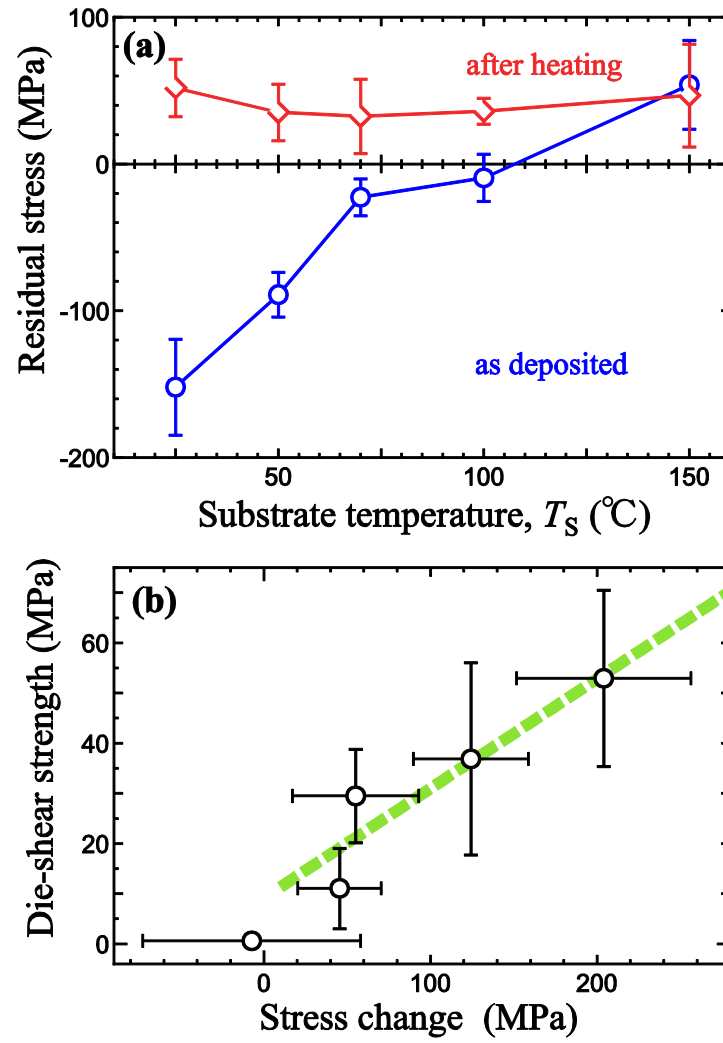 (a)
after heating
as deposited
Residual stress (MPa)
100
0
-100
-200
50
100
150
Substrate temperature, TS (℃)
(b)
Die-shear strength (MPa)
60
40
20
0
0
100
200
Stress change (MPa)